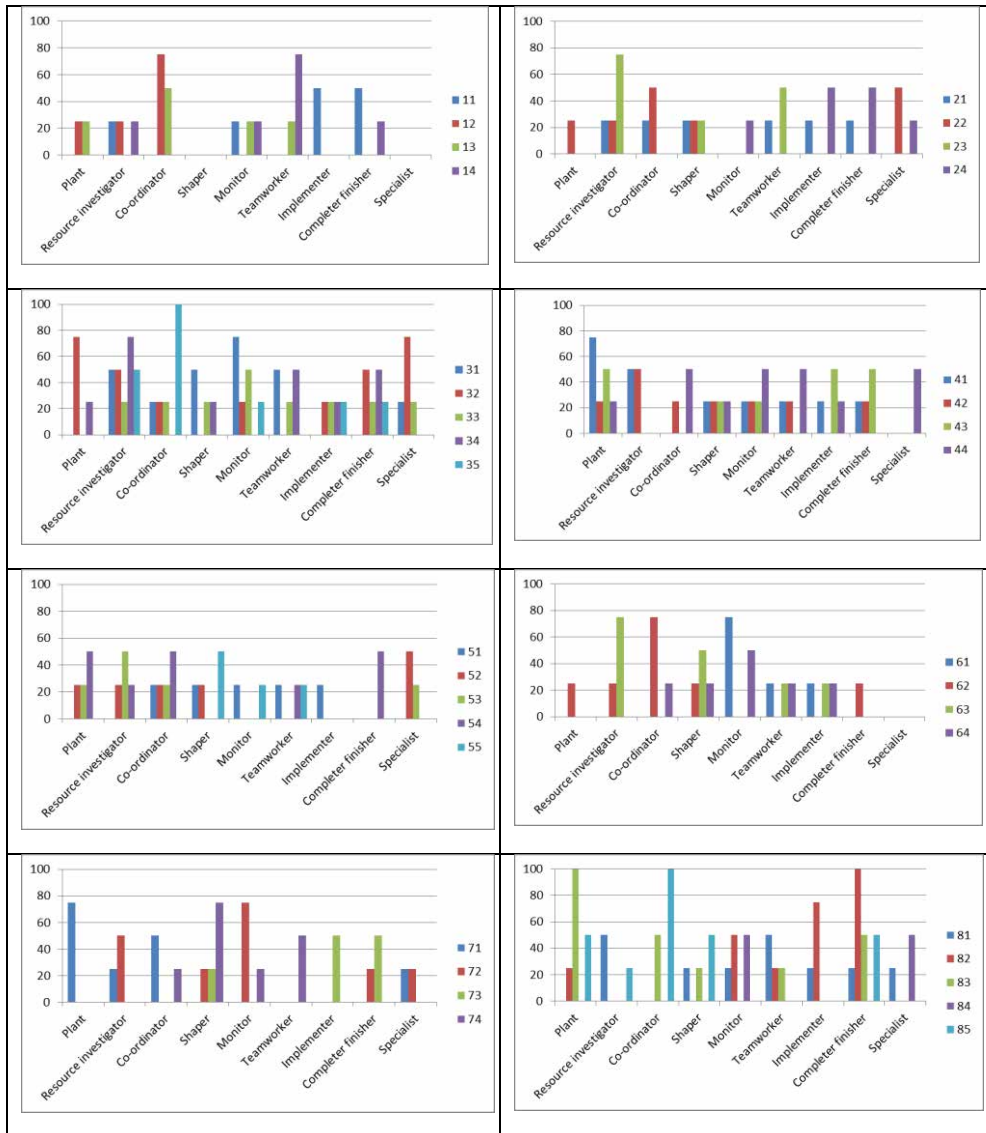 100
80
60
40
20
0
Plant
Resource investigator
Co-ordinator
Shaper
Monitor
Teamworker
Implementer
Completer finisher
Specialist
11
12
13
14
100
80
60
40
20
0
Plant
Resource investigator
Co-ordinator
Shaper
Monitor
Teamworker
Implementer
Completer finisher
Specialist
21
22
23
24
100
80
60
40
20
0
Plant
Resource investigator
Co-ordinator
Shaper
Monitor
Teamworker
Implementer
Completer finisher
Specialist
31
32
33
34
35
100
80
60
40
20
0
Plant
Resource investigator
Co-ordinator
Shaper
Monitor
Teamworker
Implementer
Completer finisher
Specialist
41
42
43
44
100
80
60
40
20
0
Plant
Resource investigator
Co-ordinator
Shaper
Monitor
Teamworker
Implementer
Completer finisher
Specialist
51
52
53
54
55
100
80
60
40
20
0
Plant
Resource investigator
Co-ordinator
Shaper
Monitor
Teamworker
Implementer
Completer finisher
Specialist
61
62
63
64
100
80
60
40
20
0
Plant
Resource investigator
Co-ordinator
Shaper
Monitor
Teamworker
Implementer
Completer finisher
Specialist
71
72
73
74
100
80
60
40
20
0
Plant
Resource investigator
Co-ordinator
Shaper
Monitor
Teamworker
Implementer
Completer finisher
Specialist
81
82
83
84
85